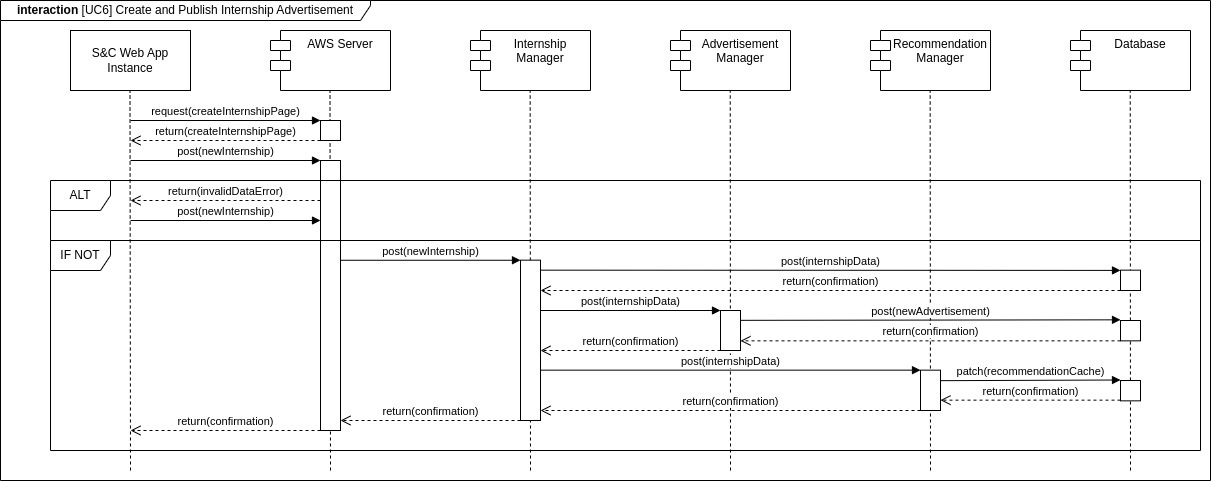 interaction [UC6] Create and Publish Internship Advertisement
S&C Web App
Instance
AWS Server
Internship
Manager
Advertisement
Manager
Recommendation
Manager
Database
request(createInternshipPage)
return(createInternshipPage)
post(newInternship)
ALT
return(invalidDataError)
post(newInternship)
IF NOT
post(newInternship)
post(internshipData)
return(confirmation)
post(internshipData)
post(newAdvertisement)
return(confirmation)
return(confirmation)
post(internshipData)
patch(recommendationCache)
return(confirmation)
return(confirmation)
return(confirmation)
return(confirmation)